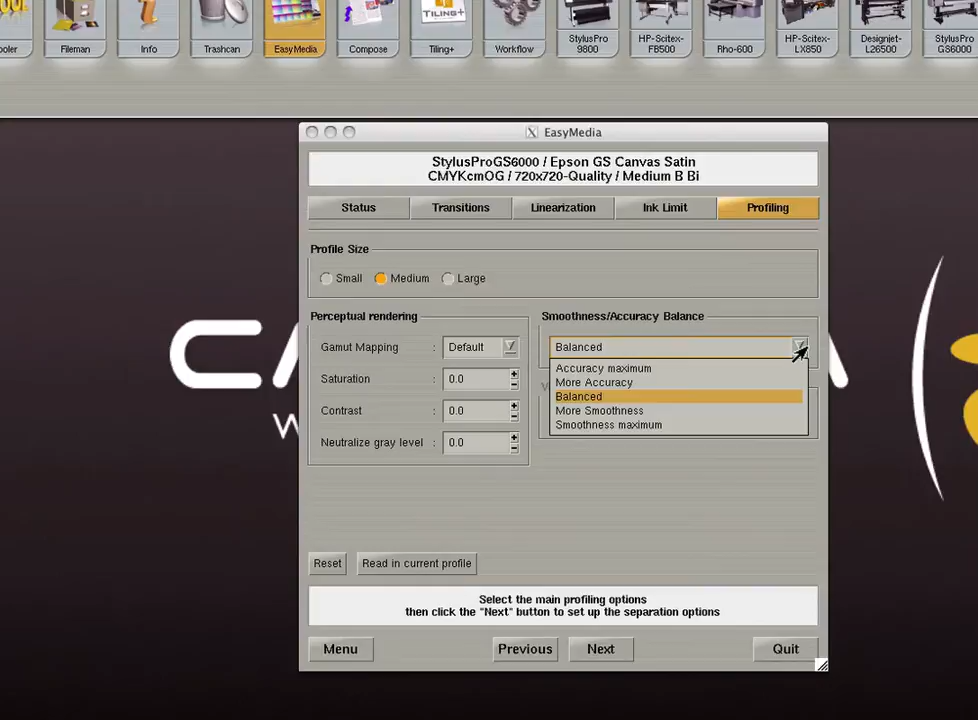 Fileman
Info
Trashcan
EasyMedia
Compose
TILING+
Tiling+
Workflow
StylusPro
9800
HP-Scitex-
FB500
Rho-600
HP-Scitex-
LX850
Designjet-
L26500
StylusPro
GS6000
X EasyMedia
StylusProGS6000 / Epson GS Canvas Satin
CMYKcmOG / 720x720-Quality / Medium B Bi
Status
Transitions
Linearization
Ink Limit
Profiling
Profile Size
Small
Medium
Large
Perceptual rendering
Smoothness/Accuracy Balance
Gamut Mapping :
Default
Balanced
Saturation :
0.0
Accuracy maximum
More Accuracy
Balanced
More Smoothness
Smoothness maximum
Contrast :
0.0
Neutralize gray level :
0.0
Reset
Read in current profile
Select the main profiling options
then click the "Next" button to set up the separation options
Menu
Previous
Next
Quit